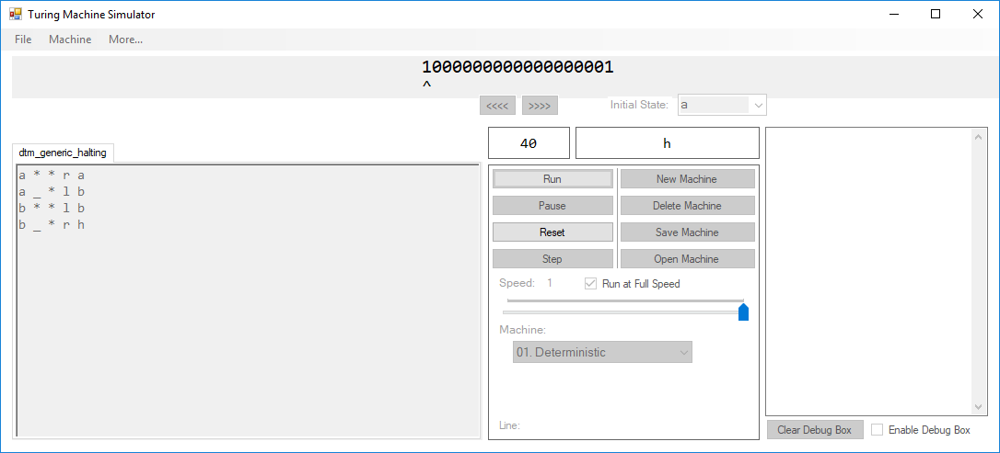 Turing Machine Simulator
File Machine More...
1000000000000000001
^
<<<< >>>> Initial State: a
dtm_generic_halting
a * * r a
a _ * l b
b * * l b
b _ * r h
40 h
Run New Machine
Pause Delete Machine
Reset Save Machine
Step Open Machine
Speed: 1 Run at Full Speed
Machine:
01. Deterministic
Line:
Clear Debug Box Enable Debug Box